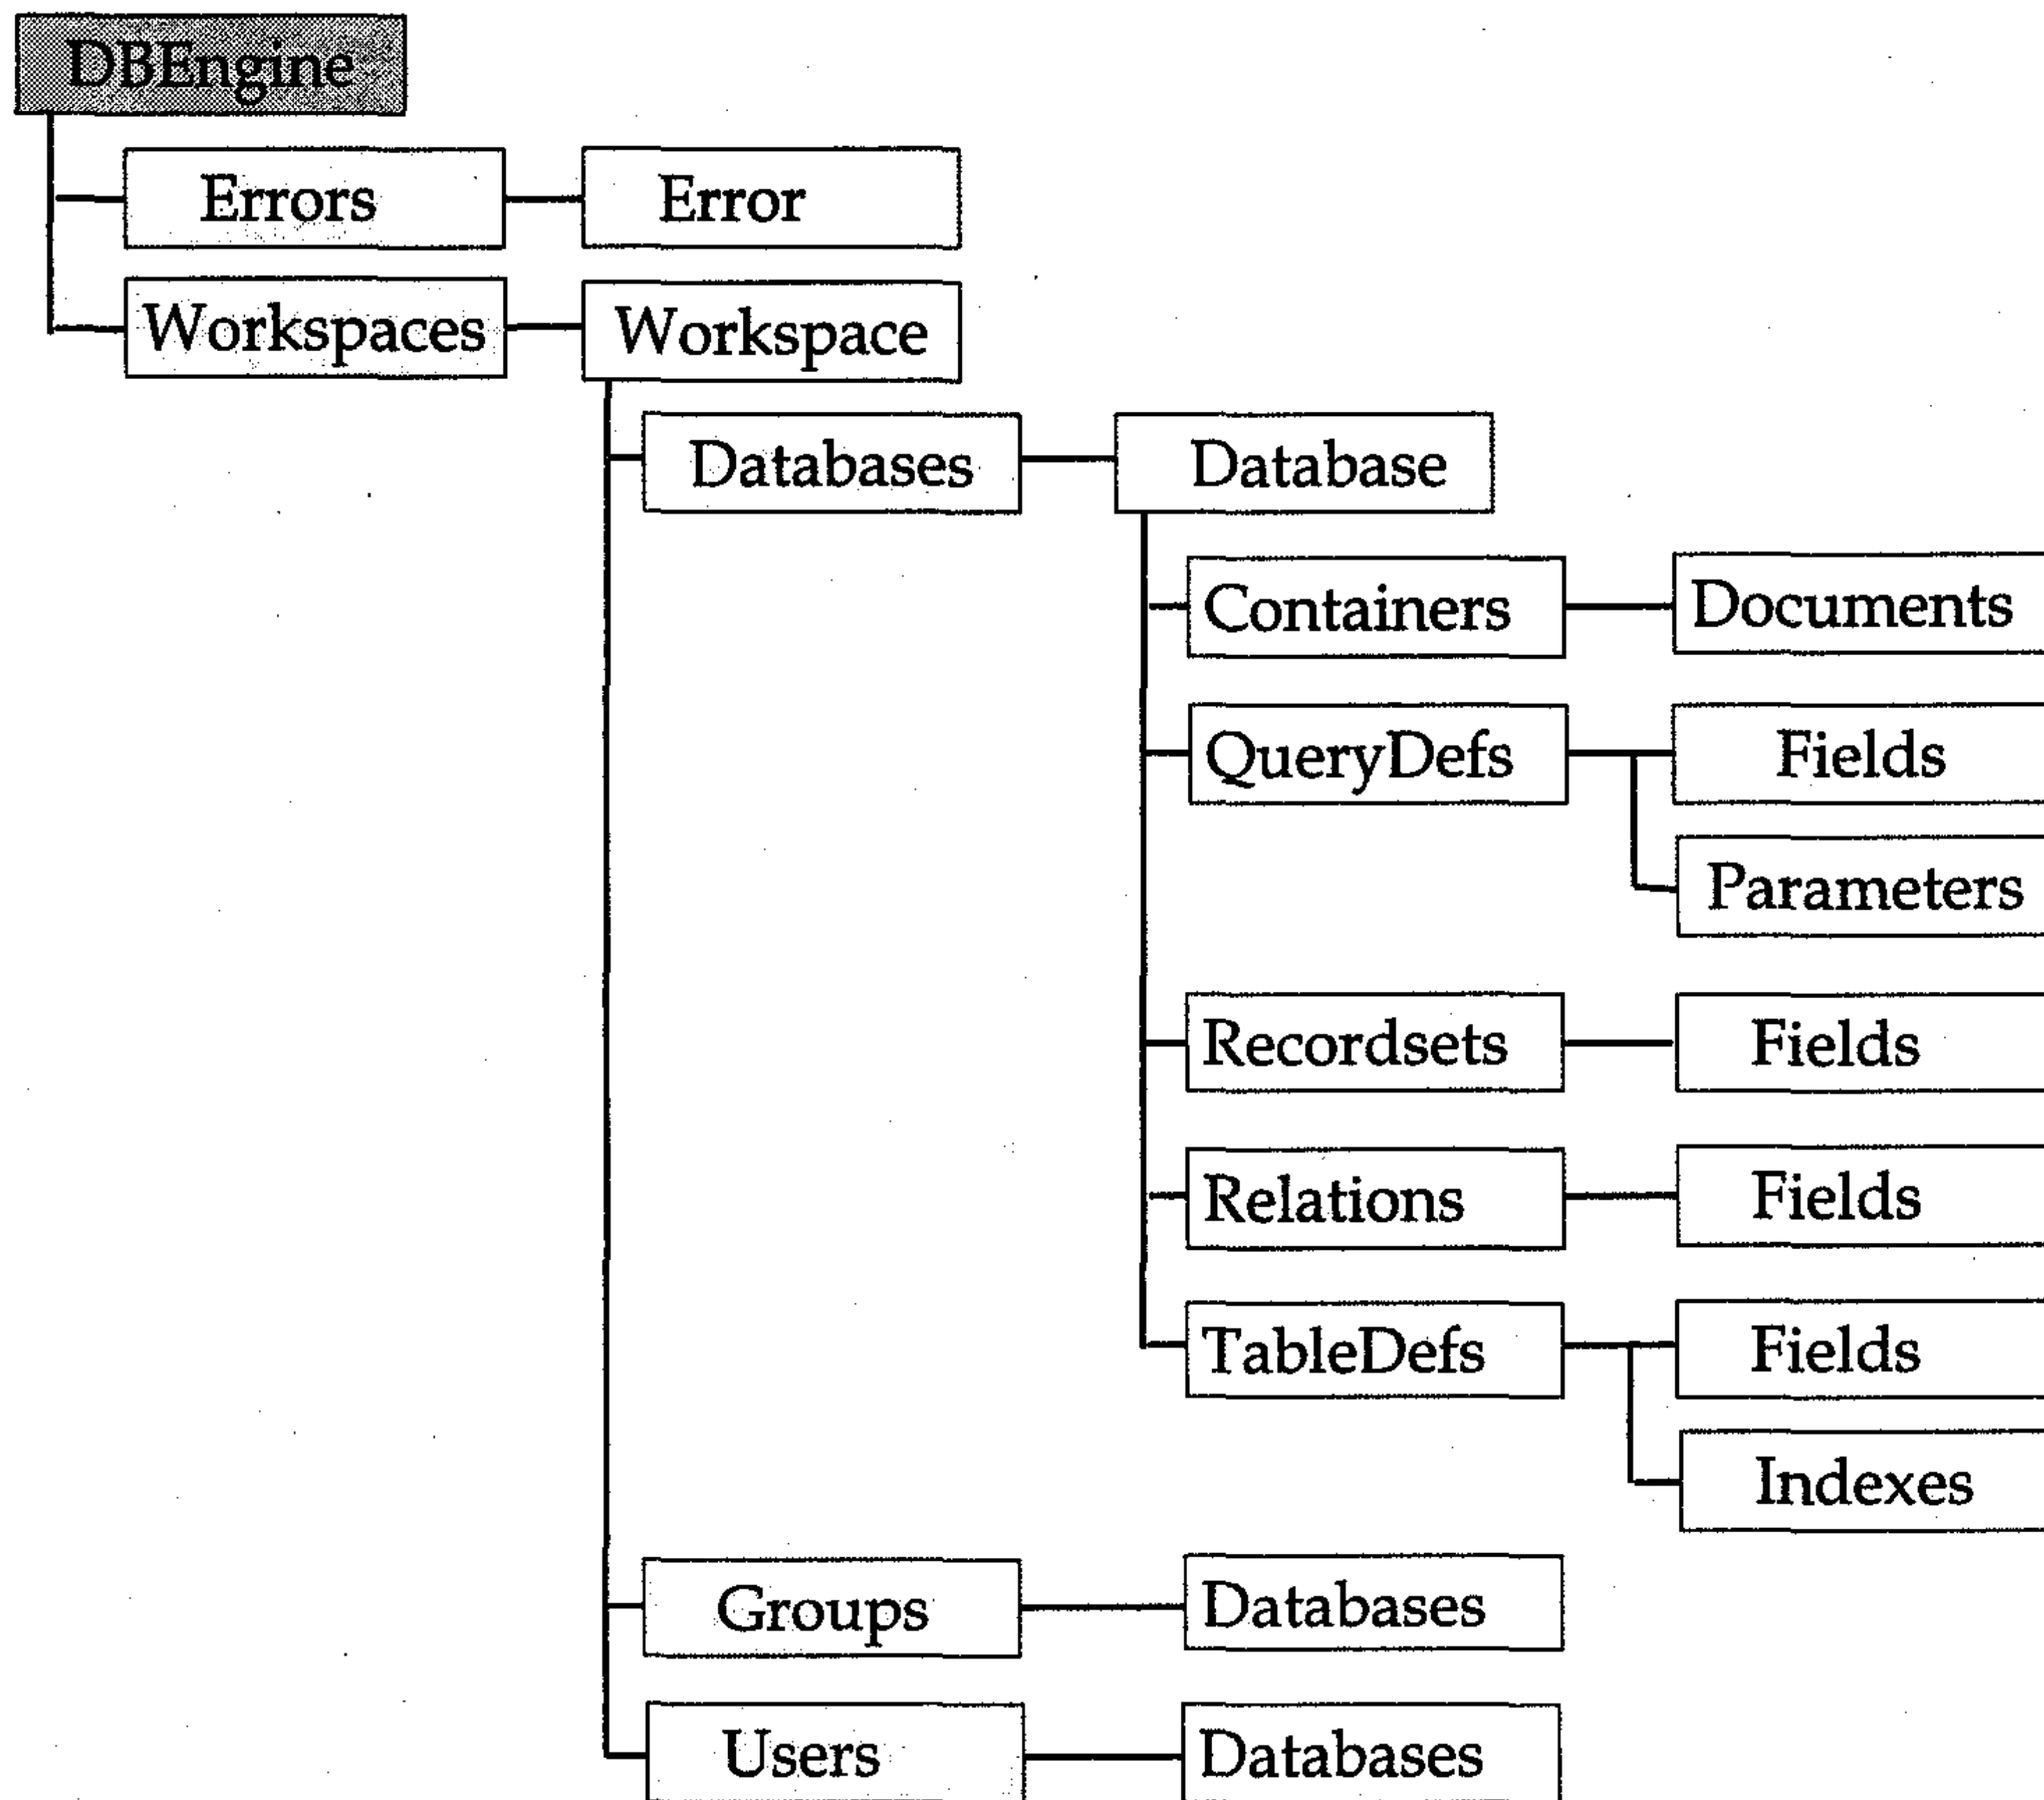 DBEngine
Errors Error
Workspaces Workspace
Databases Database
Containers Documents
QueryDefs Fields
Parameters
Recordsets Fields
Relations Fields
TableDefs Fields
Indexes
Groups Databases
Users Databases